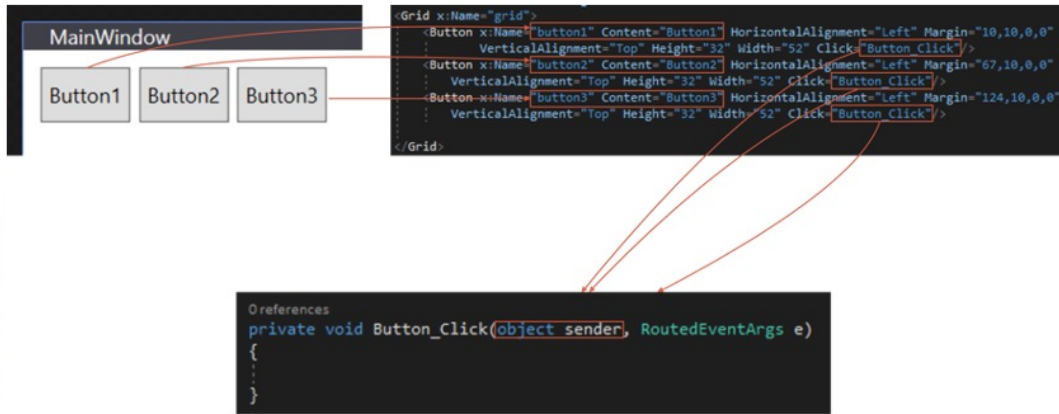 MainWindow
Button1 Button2 Button3
<Grid x:Name="grid">
<Button x:Name="button1" Content="Button1" HorizontalAlignment="Left" Margin="10,10,0,0"
VerticalAlignment="Top" Height="32" Width="52" Click="Button_Click"/>
<Button x:Name="button2" Content="Button2" HorizontalAlignment="Left" Margin="67,10,0,0"
VerticalAlignment="Top" Height="32" Width="52" Click="Button_Click"/>
<Button x:Name="button3" Content="Button3" HorizontalAlignment="Left" Margin="124,10,0,0"
VerticalAlignment="Top" Height="32" Width="52" Click="Button_Click"/>
</Grid>
0 references
private void Button_Click(object sender, RoutedEventArgs e)
{
}